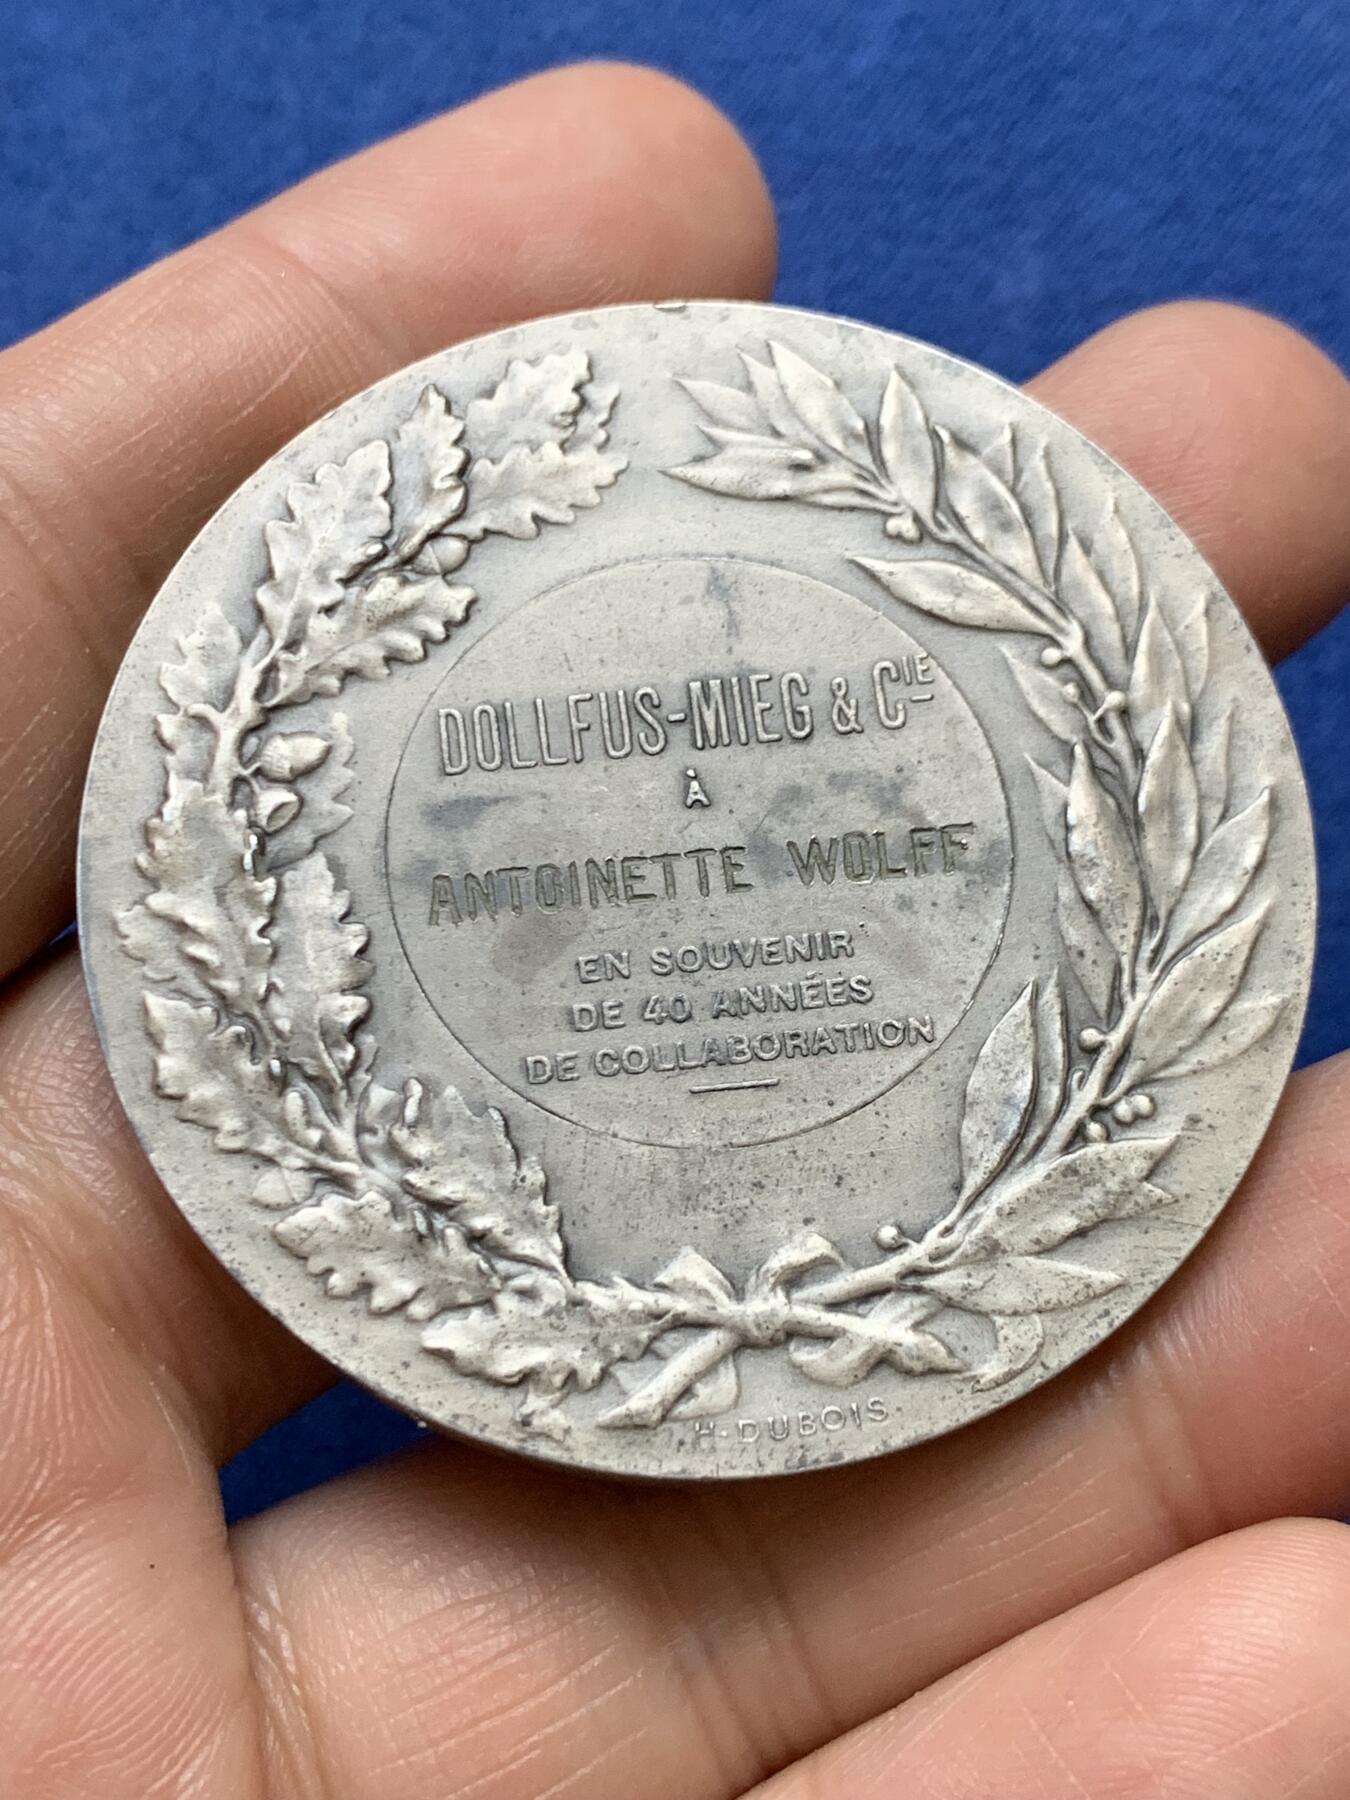 DOLLFUS-MIEG & CIE
À
ANTOINETTE WOLFF
EN SOUVENIR
DE 40 ANNÉES
DE COLLABORATION
H. DUBOIS